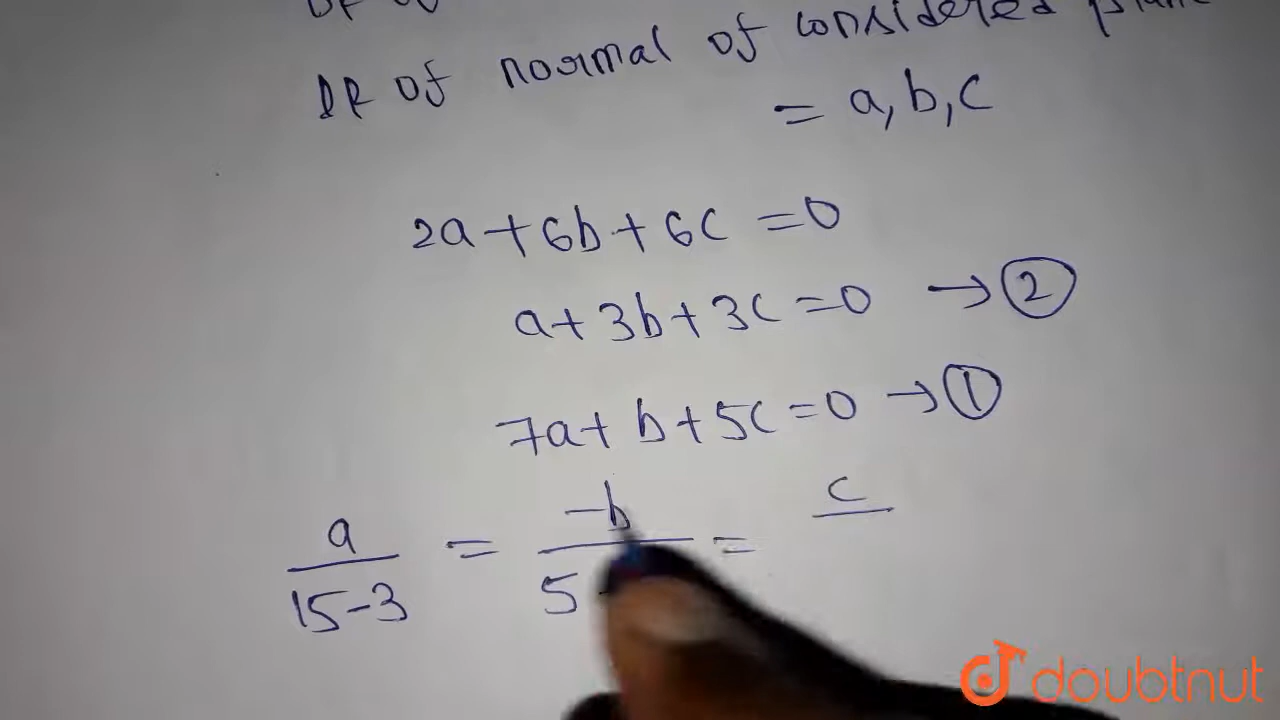 DR of normal of considered plane
= a, b, c
2a + 6b + 6c = 0
a + 3b + 3c = 0 → 2
7a + b + 5c = 0 → 1
a/15-3 = -b/5 = c/
doubtnut